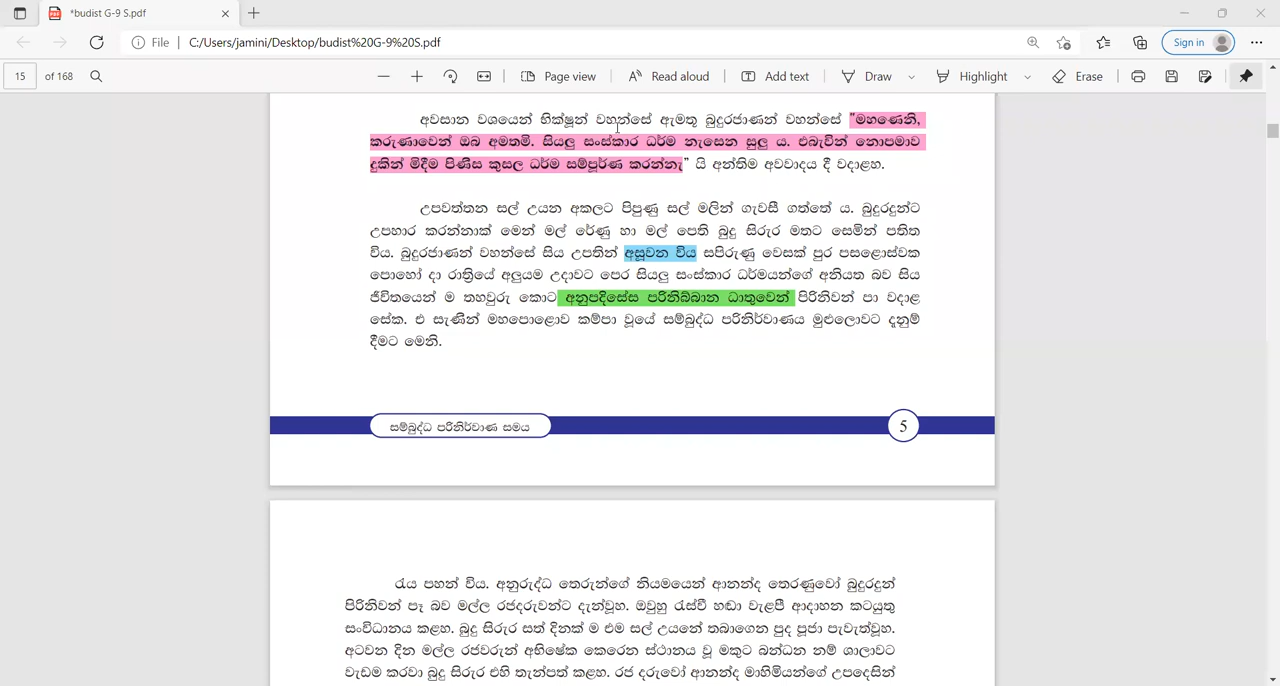 *budist G-9 S.pdf
File | C:/Users/jamini/Desktop/budist%20G-9%20S.pdf
Sign in
15 of 168
Page view
Read aloud
Add text
Draw
Highlight
Erase
අවසාන වශයෙන් භික්ෂූන් වහන්සේ ඇමතූ බුදුරජාණන් වහන්සේ "මහණෙනි,
කරුණාවෙන් ඔබ අමතමි. සියලු සංස්කාර ධර්ම නැසෙන සුලු ය. එබැවින් නොපමාව
දුකින් මිදීම පිණිස කුසල ධර්ම සම්පූර්ණ කරන්නැ" යි අන්තිම අවවාදය දී වදාළහ.
උපවත්තන සල් උයන අකලට පිපුණු සල් මලින් ගැවසී ගත්තේ ය. බුදුරදුන්ට
උපහාර කරන්නාක් මෙන් මල් රේණු හා මල් පෙති බුදු සිරුර මතට සෙමින් පතිත
විය. බුදුරජාණන් වහන්සේ සිය උපතින් අසූවන විය සපිරුණු වෙසක් පුර පසළොස්වක
පොහෝ දා රාත්‍රියේ අලුයම උදාවට පෙර සියලු සංස්කාර ධර්මයන්ගේ අනියත බව සිය
ජීවිතයෙන් ම තහවුරු කොට අනුපදිසේස පරිනිබ්බාන ධාතුවෙන් පිරිනිවන් පා වදාළ
සේක. එ සැණින් මහපොළොව කම්පා වූයේ සම්බුද්ධ පරිනිර්වාණය මුළුලොවට දැනුම්
දීමට මෙනි.
සම්බුද්ධ පරිනිර්වාණ සමය
5
රැය පහන් විය. අනුරුද්ධ තෙරුන්ගේ නියමයෙන් ආනන්ද තෙරණුවෝ බුදුරදුන්
පිරිනිවන් පෑ බව මල්ල රජදරුවන්ට දැන්වූහ. ඔවුහු රැස්වී හඬා වැළපී ආදාහන කටයුතු
සංවිධානය කළහ. බුදු සිරුර සත් දිනක් ම එම සල් උයනේ තබාගෙන පුද පූජා පැවැත්වූහ.
අටවන දින මල්ල රජවරුන් අභිෂේක කෙරෙන ස්ථානය වූ මකුට බන්ධන නම් ශාලාවට
වැඩම කරවා බුදු සිරුර එහි තැන්පත් කළහ. රජ දරුවෝ ආනන්ද මාහිමියන්ගේ උපදෙසින්